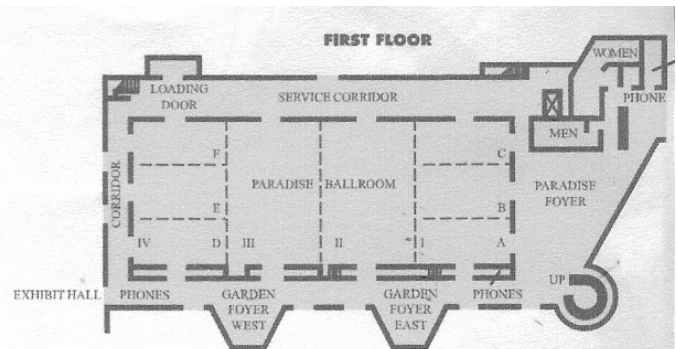 FIRST FLOOR
WOMEN
LOADING
DOOR
SERVICE CORRIDOR
PHONE
MEN
F
C
CORRIDOR
PARADISE BALLROOM
PARADISE
FOYER
E
B
IV
D
III
II
I
A
UP
EXHIBIT HALL
PHONES
GARDEN
FOYER
WEST
GARDEN
FOYER
EAST
PHONES